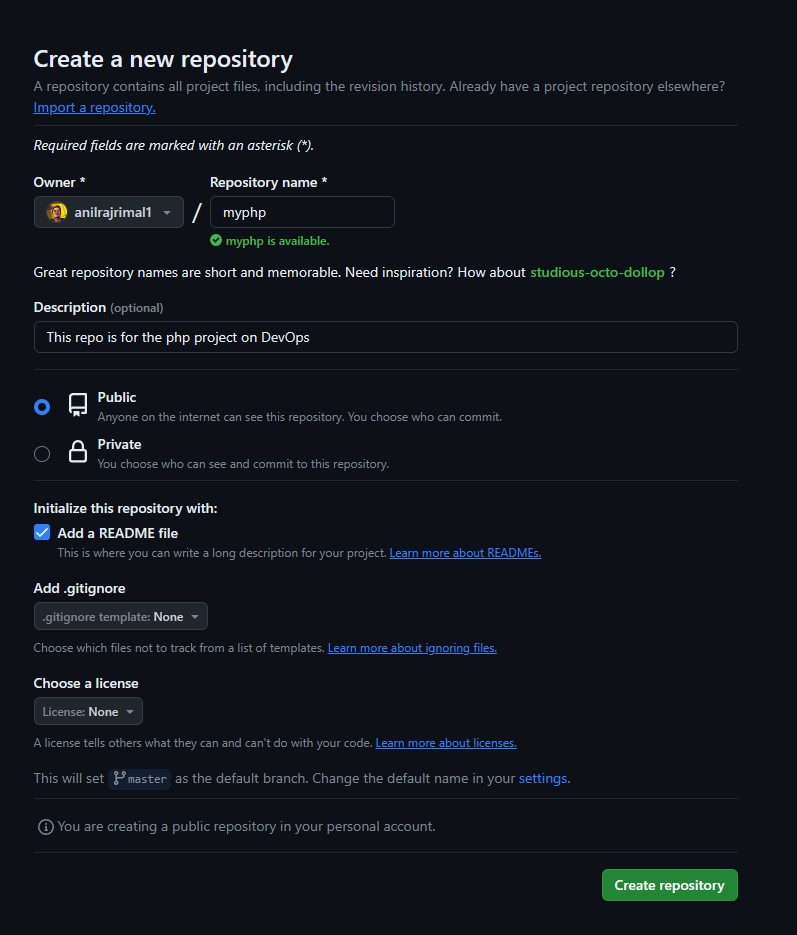 Create a new repository
A repository contains all project files, including the revision history. Already have a project repository elsewhere?
Import a repository.
Required fields are marked with an asterisk (*).
Owner * Repository name *
anilrajrimal1 / myphp
myphp is available.
Great repository names are short and memorable. Need inspiration? How about studious-octo-dollop ?
Description (optional)
This repo is for the php project on DevOps
Public
Anyone on the internet can see this repository. You choose who can commit.
Private
You choose who can see and commit to this repository.
Initialize this repository with:
Add a README file
This is where you can write a long description for your project. Learn more about READMEs.
Add .gitignore
.gitignore template: None
Choose which files not to track from a list of templates. Learn more about ignoring files.
Choose a license
License: None
A license tells others what they can and can't do with your code. Learn more about licenses.
This will set master as the default branch. Change the default name in your settings.
You are creating a public repository in your personal account.
Create repository